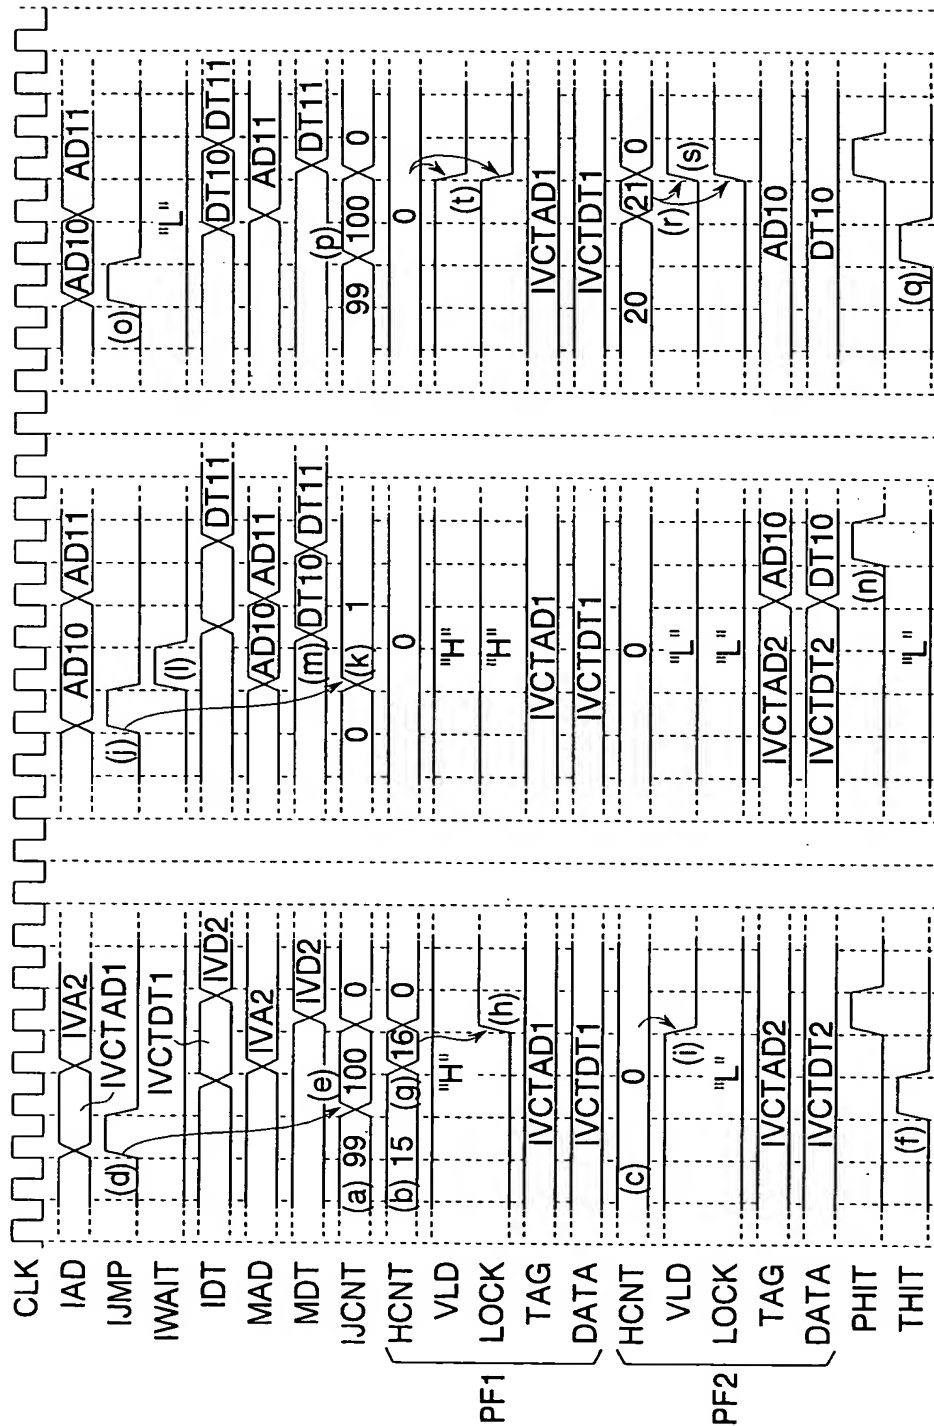 CLK
IAD IVCTAD1 IVA2 AD10 AD11 AD10 AD11
IJMP (d) (j) (o)
IWAIT (l) "L"
IDT IVCTDT1 IVD2 DT11 DT10 DT11
MAD IVA2 AD10 AD11 AD11
MDT IVD2 (m) DT10 DT11 DT11
IJCNT (a) 99 (e) 100 0 0 (k) 1 99 (p) 100 0
PF1
HCNT (b) 15 (g) 16 0 0 0
VLD "H" "H" (t)
LOCK (h) "H"
TAG IVCTAD1 IVCTAD1 IVCTAD1
DATA IVCTDT1 IVCTDT1 IVCTDT1
PF2
HCNT (c) 0 0 20 21 0
VLD (i) "L" (r) (s)
LOCK "L" "L"
TAG IVCTAD2 IVCTAD2 AD10 AD10
DATA IVCTDT2 IVCTDT2 DT10 DT10
PHIT (n)
THIT (f) "L" (q)